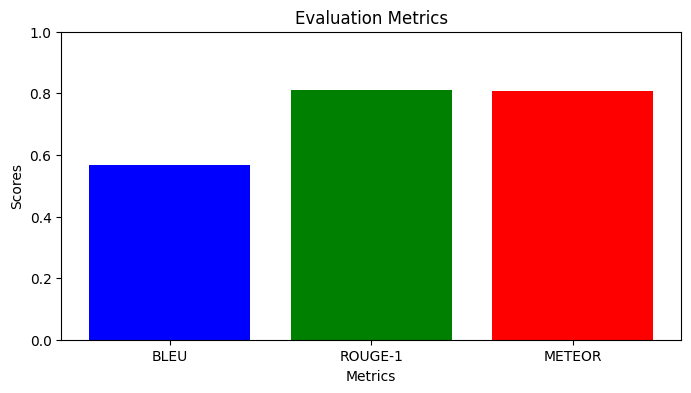 Evaluation Metrics
1.0
0.8
0.6
0.4
0.2
0.0
Scores
BLEU
ROUGE-1
METEOR
Metrics